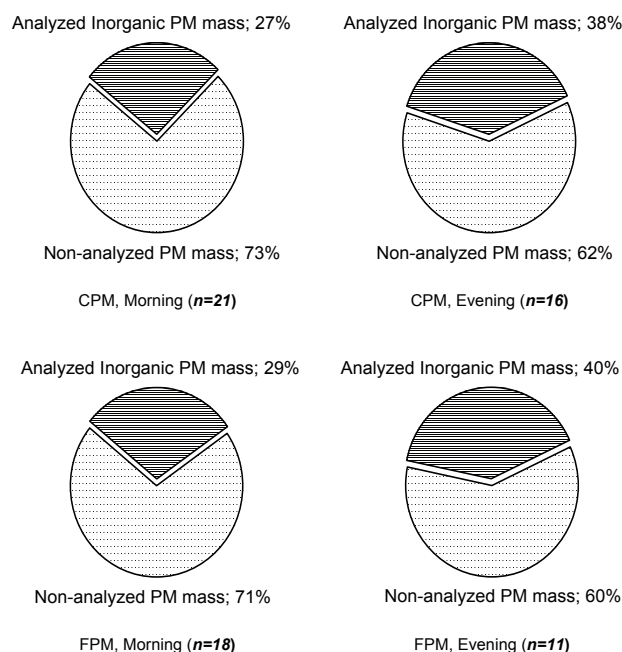 Analyzed Inorganic PM mass; 27%
Analyzed Inorganic PM mass; 38%
Non-analyzed PM mass; 73%
Non-analyzed PM mass; 62%
CPM, Morning (n=21)
CPM, Evening (n=16)
Analyzed Inorganic PM mass; 29%
Analyzed Inorganic PM mass; 40%
Non-analyzed PM mass; 71%
Non-analyzed PM mass; 60%
FPM, Morning (n=18)
FPM, Evening (n=11)